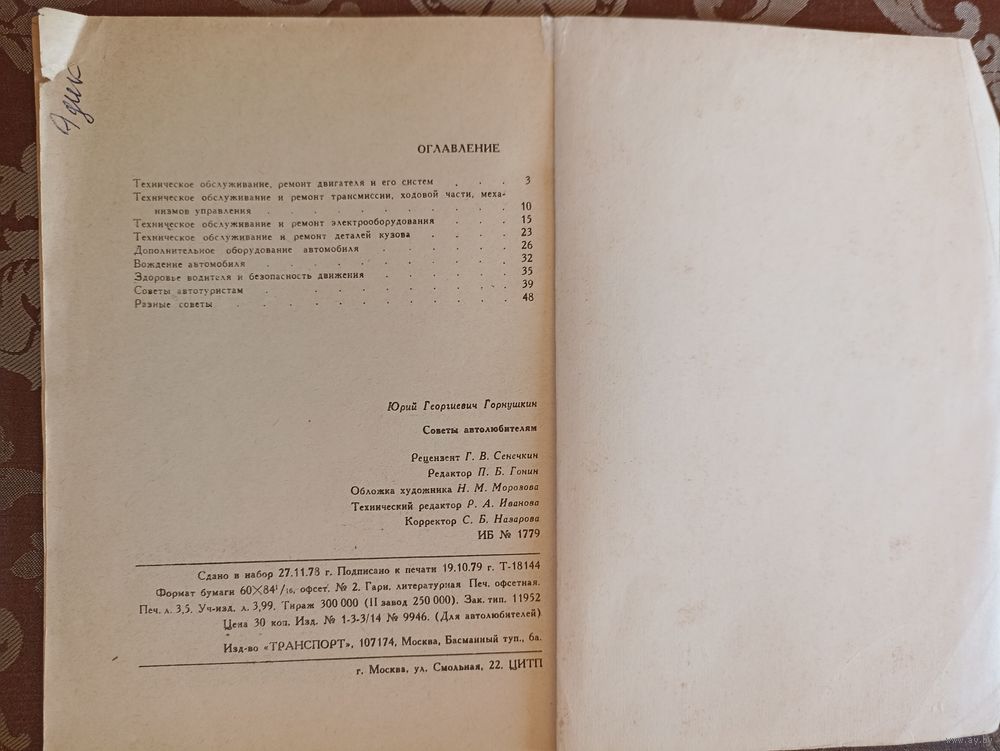 Адик
ОГЛАВЛЕНИЕ
Техническое обслуживание, ремонт двигателя и его систем . . . 3
Техническое обслуживание и ремонт трансмиссии, ходовой части, меха-
низмов управления . . . . . . . . . . 10
Техническое обслуживание и ремонт электрооборудования . . . 15
Техническое обслуживание и ремонт деталей кузова . . . . 23
Дополнительное оборудование автомобиля . . . . . . 26
Вождение автомобиля . . . . . . . . . . 32
Здоровье водителя и безопасность движения . . . . . . 35
Советы автотуристам . . . . . . . . . . 39
Разные советы . . . . . . . . . . . 48
Юрий Георгиевич Горнушкин
Советы автолюбителям
Рецензент Г. В. Сенечкин
Редактор П. Б. Гонин
Обложка художника Н. М. Морозова
Технический редактор Р. А. Иванова
Корректор С. Б. Назарова
ИБ № 1779
Сдано в набор 27.11.78 г. Подписано к печати 19.10.79 г. Т-18144
Формат бумаги 60×84¹/₁₆, офсет. № 2. Гарн. литературная Печ. офсетная.
Печ. л. 3,5. Уч-изд. л. 3,99. Тираж 300 000 (II завод 250 000). Зак. тип. 11952
Цена 30 коп. Изд. № 1-3-3/14 № 9946. (Для автолюбителей)
Изд-во «ТРАНСПОРТ», 107174, Москва, Басманный туп., 6а.
г. Москва, ул. Смольная, 22. ЦИТП
www.ay.by